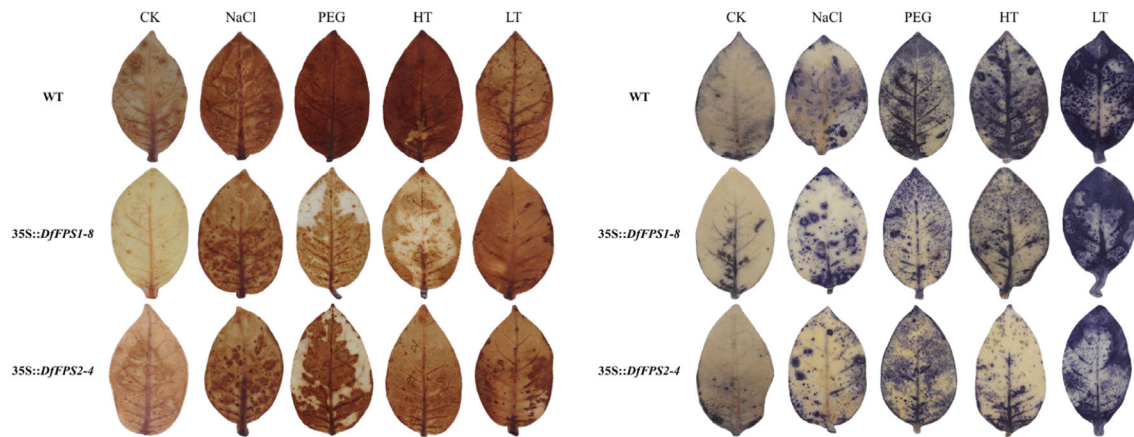 CK NaCl PEG HT LT
WT
35S::DfFPS1-8
35S::DfFPS2-4
CK NaCl PEG HT LT
WT
35S::DfFPS1-8
35S::DfFPS2-4